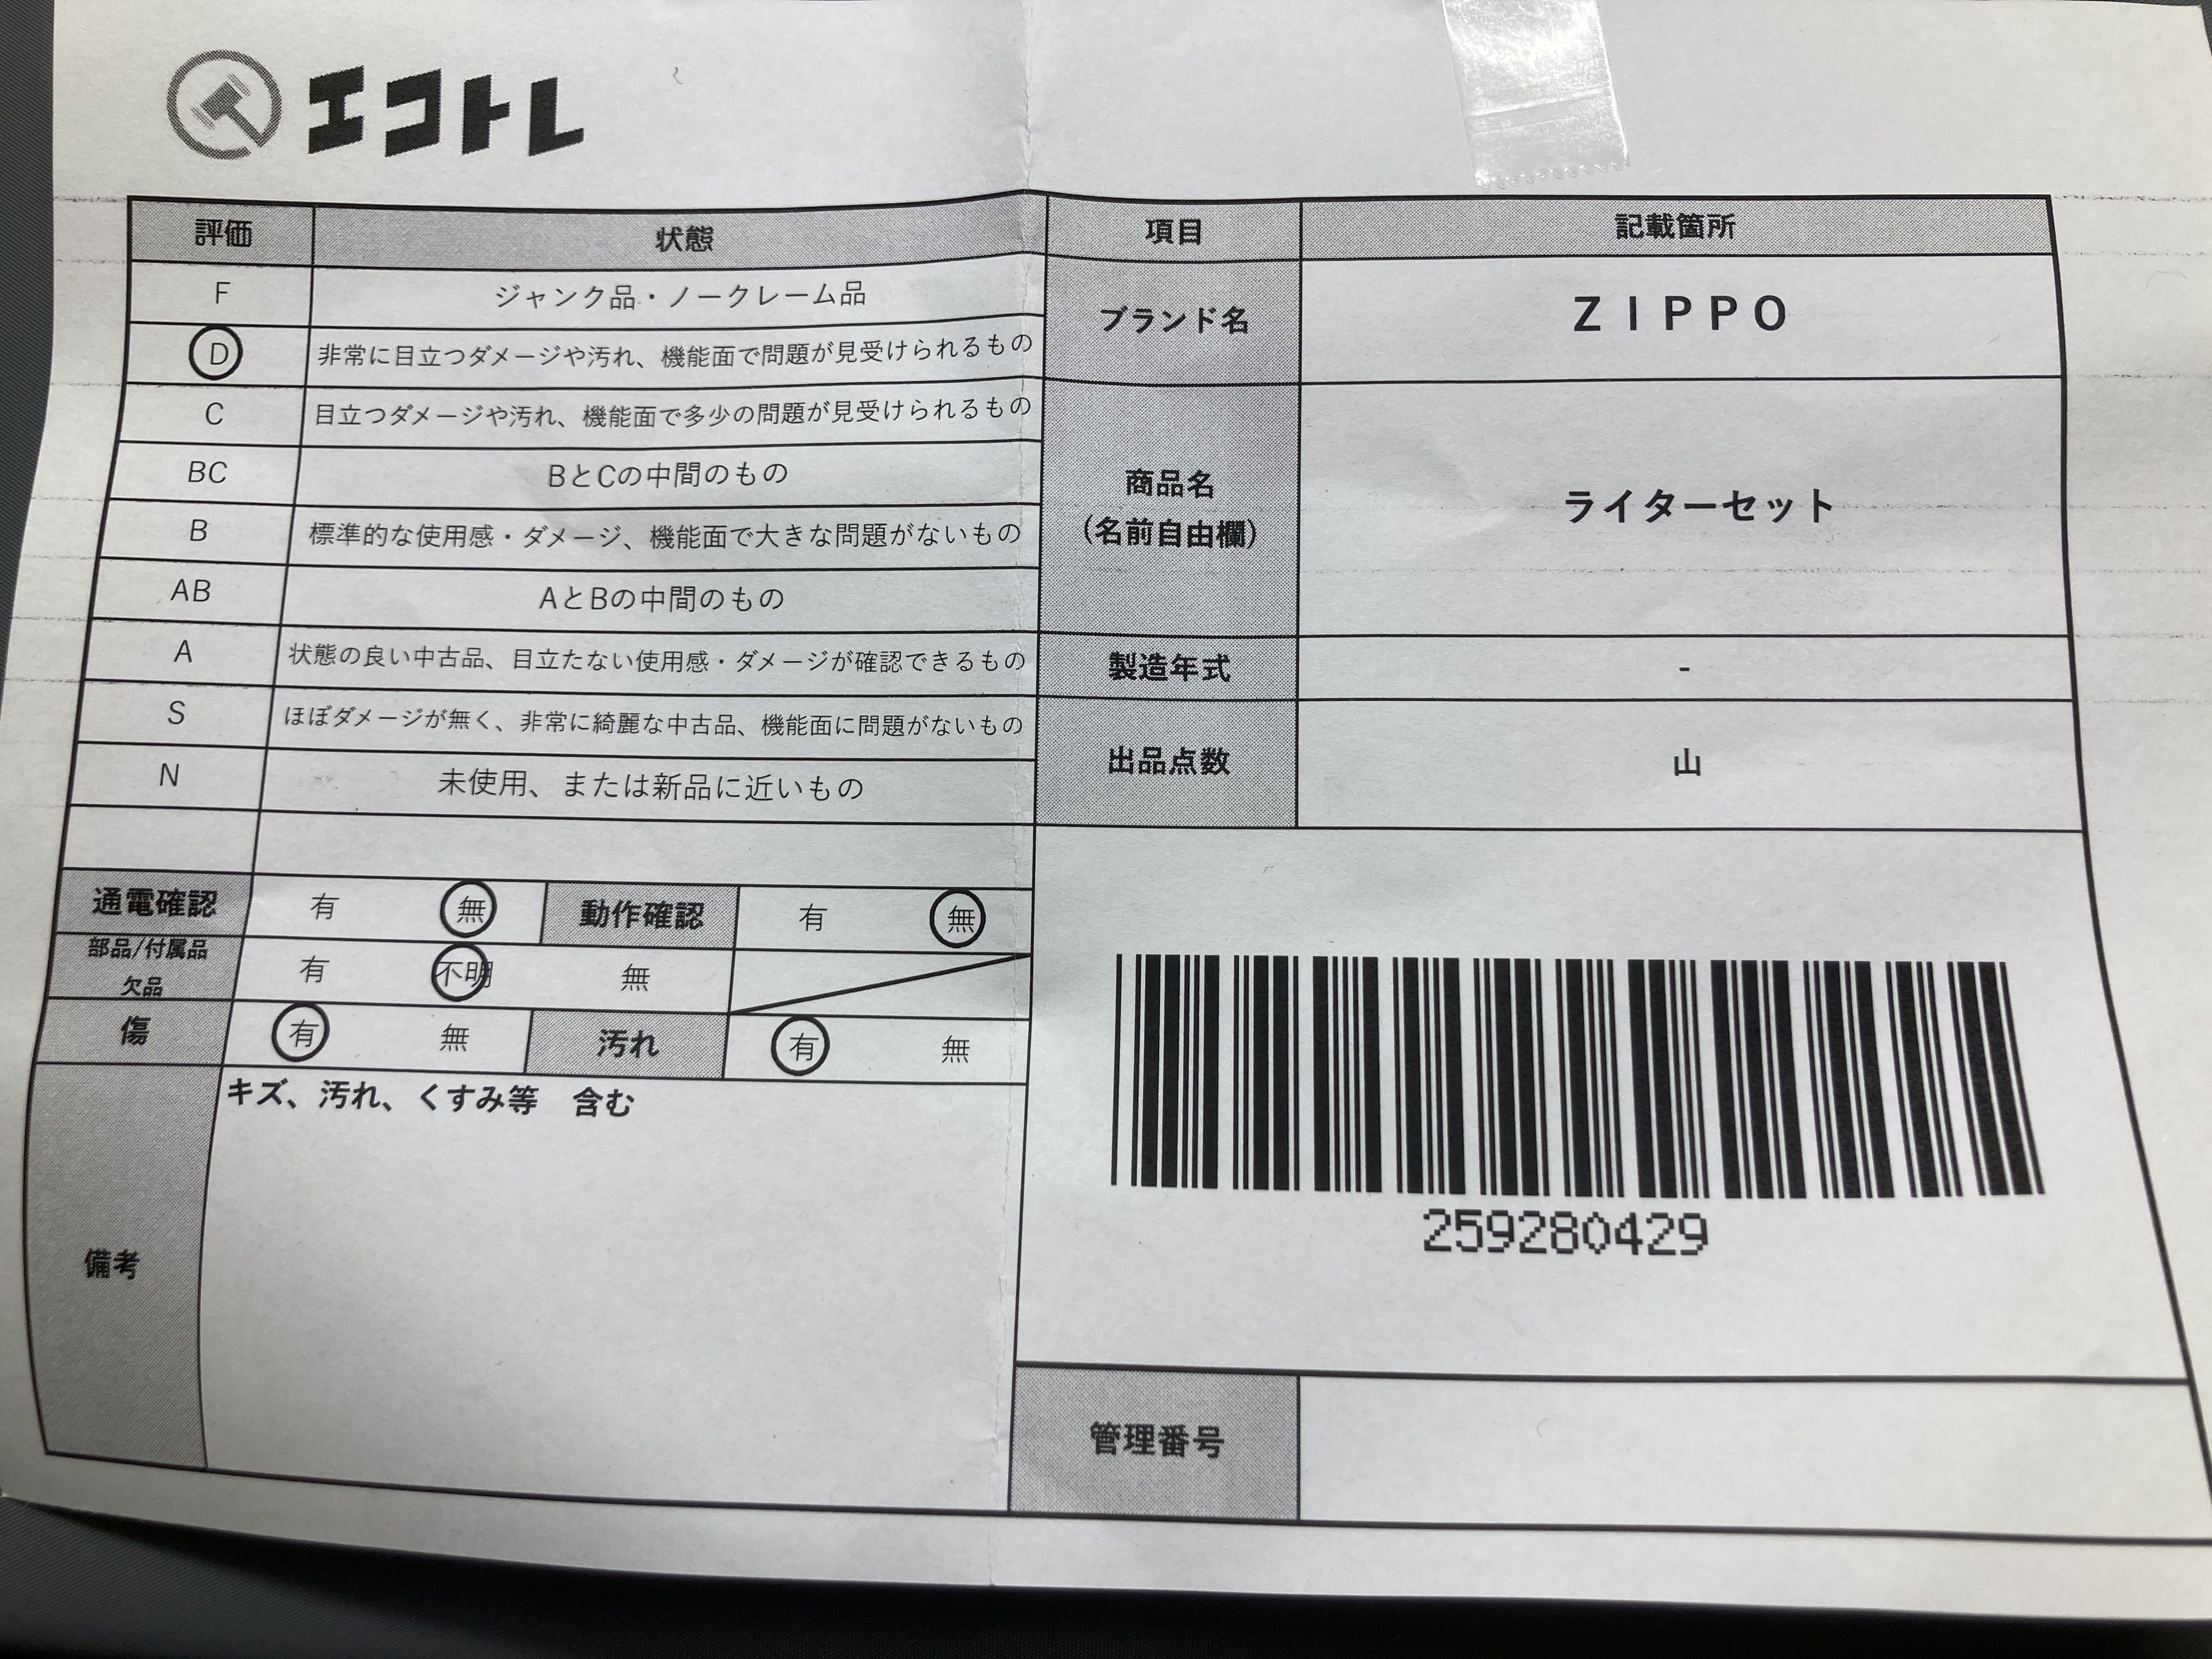 エコトレ
評価 状態
F ジャンク品・ノークレーム品
D 非常に目立つダメージや汚れ、機能面で問題が見受けられるもの
C 目立つダメージや汚れ、機能面で多少の問題が見受けられるもの
BC BとCの中間のもの
B 標準的な使用感・ダメージ、機能面で大きな問題がないもの
AB AとBの中間のもの
A 状態の良い中古品、目立たない使用感・ダメージが確認できるもの
S ほぼダメージが無く、非常に綺麗な中古品、機能面に問題がないもの
N 未使用、または新品に近いもの
通電確認 有 無 動作確認 有 無
部品/付属品
欠品 有 不明 無
傷 有 無 汚れ 有 無
備考 キズ、汚れ、くすみ等 含む
項目 記載箇所
ブランド名 ZIPPO
商品名
(名前自由欄) ライターセット
製造年式 -
出品点数 山
259280429
管理番号